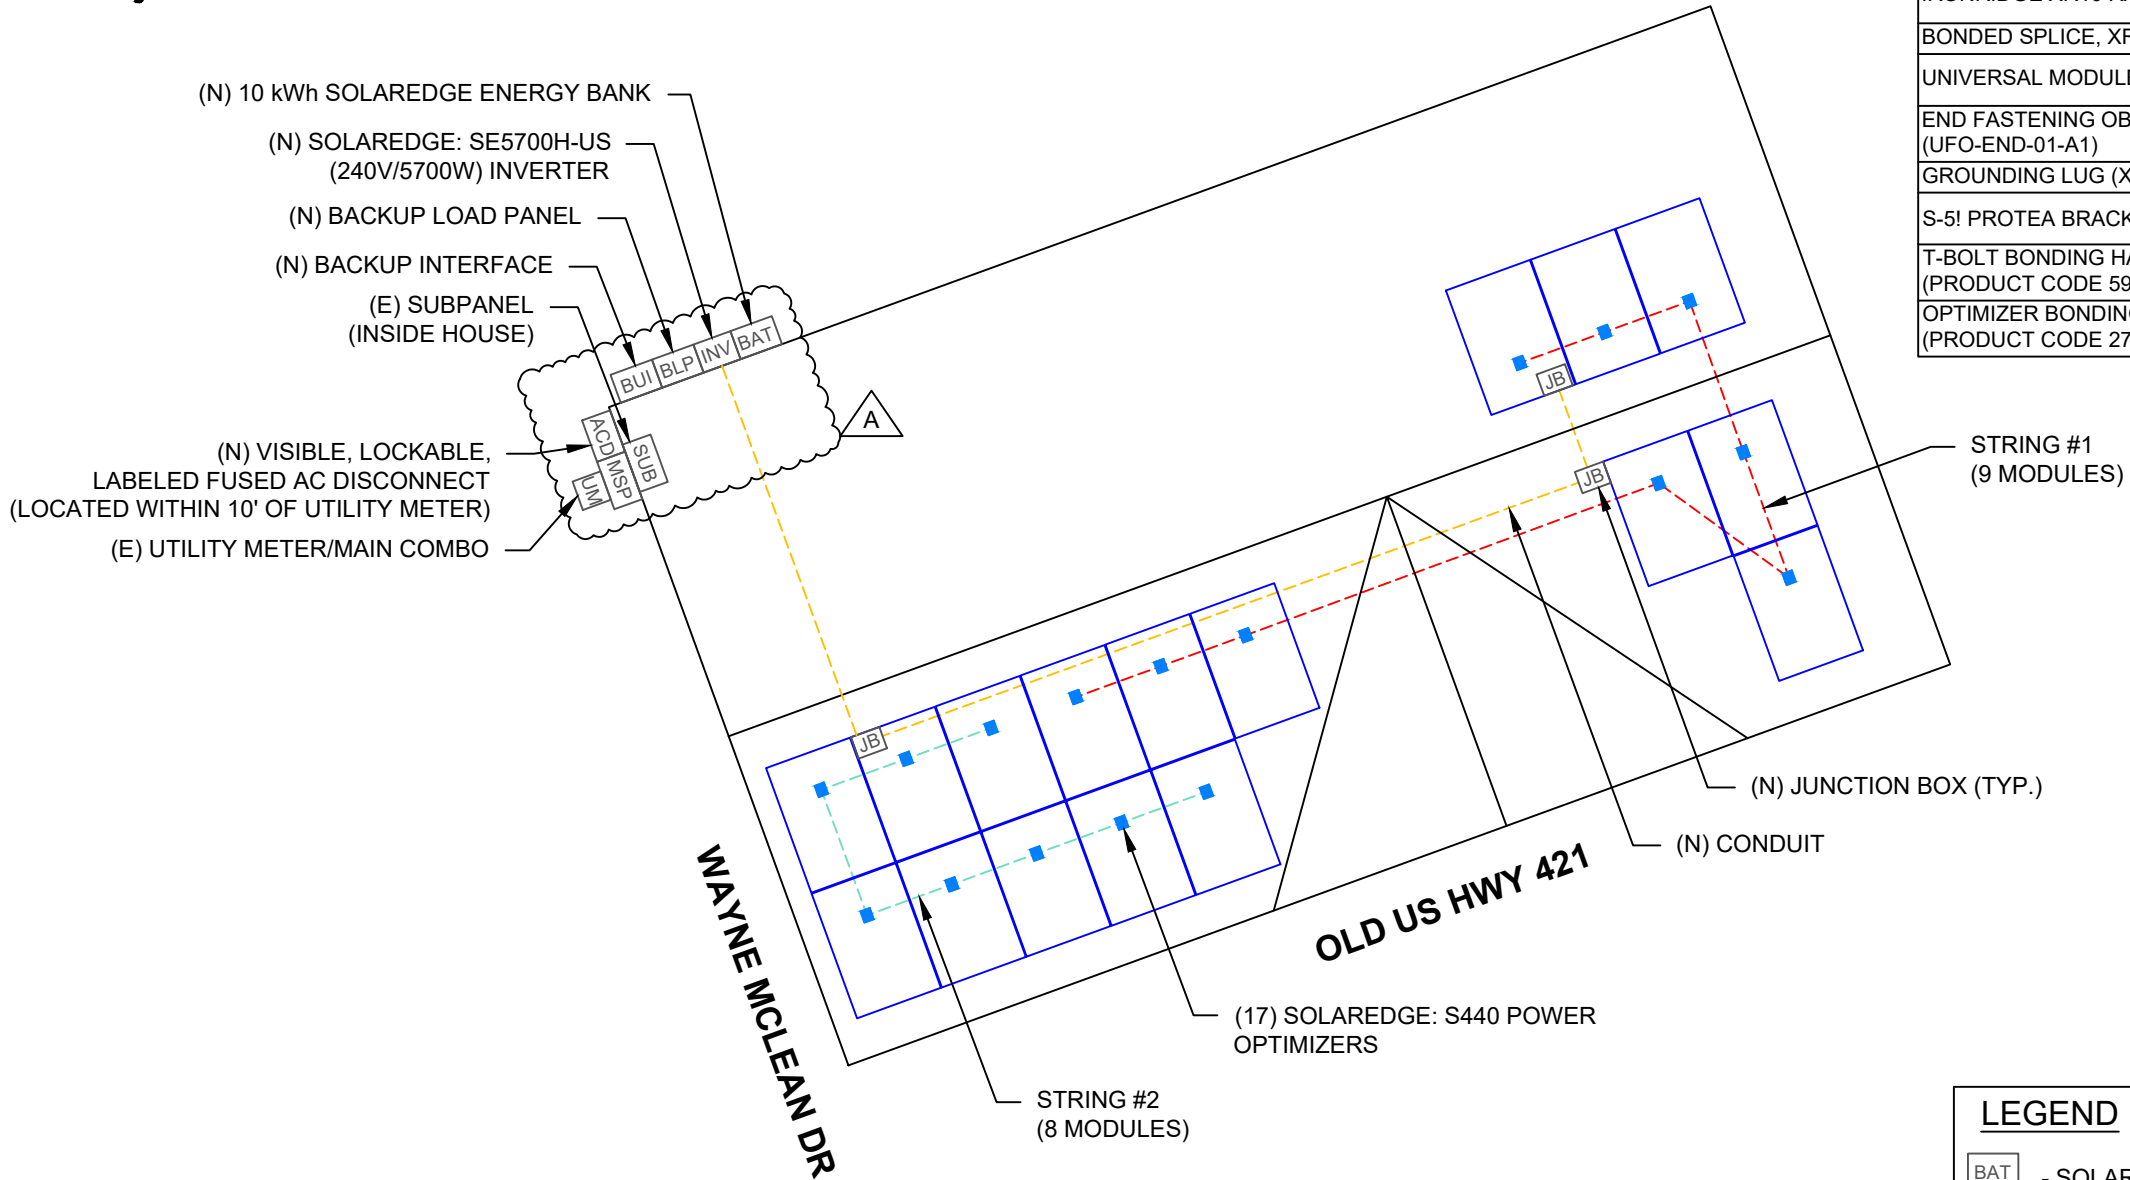 (N) 10 kWh SOLAREDGE ENERGY BANK
(N) SOLAREDGE: SE5700H-US
(240V/5700W) INVERTER
(N) BACKUP LOAD PANEL
(N) BACKUP INTERFACE
(E) SUBPANEL
(INSIDE HOUSE)
(N) VISIBLE, LOCKABLE,
LABELED FUSED AC DISCONNECT
(LOCATED WITHIN 10' OF UTILITY METER)
(E) UTILITY METER/MAIN COMBO
BUI
BLP
INV
BAT
ACD
MSP
SUB
UM
A
BONDED SPLICE, XR
UNIVERSAL MODULE
END FASTENING OB
(UFO-END-01-A1)
GROUNDING LUG (X
S-5! PROTEA BRACK
T-BOLT BONDING HA
(PRODUCT CODE 59
OPTIMIZER BONDING
(PRODUCT CODE 27
JB
JB
JB
STRING #1
(9 MODULES)
(N) JUNCTION BOX (TYP.)
(N) CONDUIT
OLD US HWY 421
WAYNE MCLEAN DR
(17) SOLAREDGE: S440 POWER
OPTIMIZERS
STRING #2
(8 MODULES)
LEGEND
BAT
- SOLAR